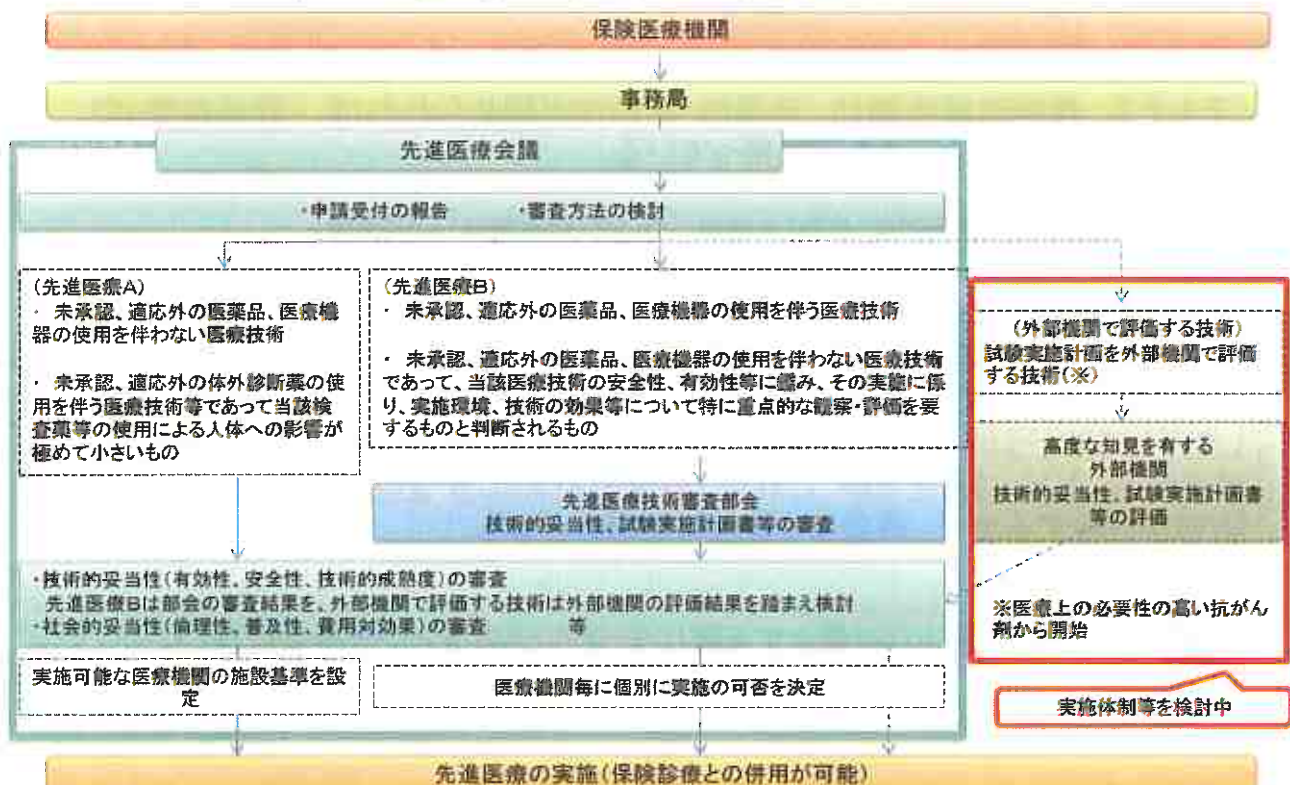 保険医療機関
事務局
先進医療会議
・申請受付の報告　・審査方法の検討
(先進医療A)
・ 未承認、適応外の医薬品、医療機
器の使用を伴わない医療技術
・ 未承認、適応外の体外診断薬の使
用を伴う医療技術等であって当該検
査薬等の使用による人体への影響が
極めて小さいもの
(先進医療B)
・ 未承認、適応外の医薬品、医療機器の使用を伴う医療技術
・ 未承認、適応外の医薬品、医療機器の使用を伴わない医療技術
であって、当該医療技術の安全性、有効性等に鑑み、その実施に係
り、実施環境、技術の効果等について特に重点的な観察・評価を要
するものと判断されるもの
(外部機関で評価する技術)
試験実施計画を外部機関で評価
する技術(※)
高度な知見を有する
外部機関
技術的妥当性、試験実施計画書
等の評価
先進医療技術審査部会
技術的妥当性、試験実施計画書等の審査
・技術的妥当性(有効性、安全性、技術的成熟度)の審査
先進医療Bは部会の審査結果を、外部機関で評価する技術は外部機関の評価結果を踏まえ検討
・社会的妥当性(倫理性、普及性、費用対効果)の審査　等
※医療上の必要性の高い抗がん
剤から開始
実施可能な医療機関の施設基準を設
定
医療機関毎に個別に実施の可否を決定
実施体制等を検討中
先進医療の実施(保険診療との併用が可能)